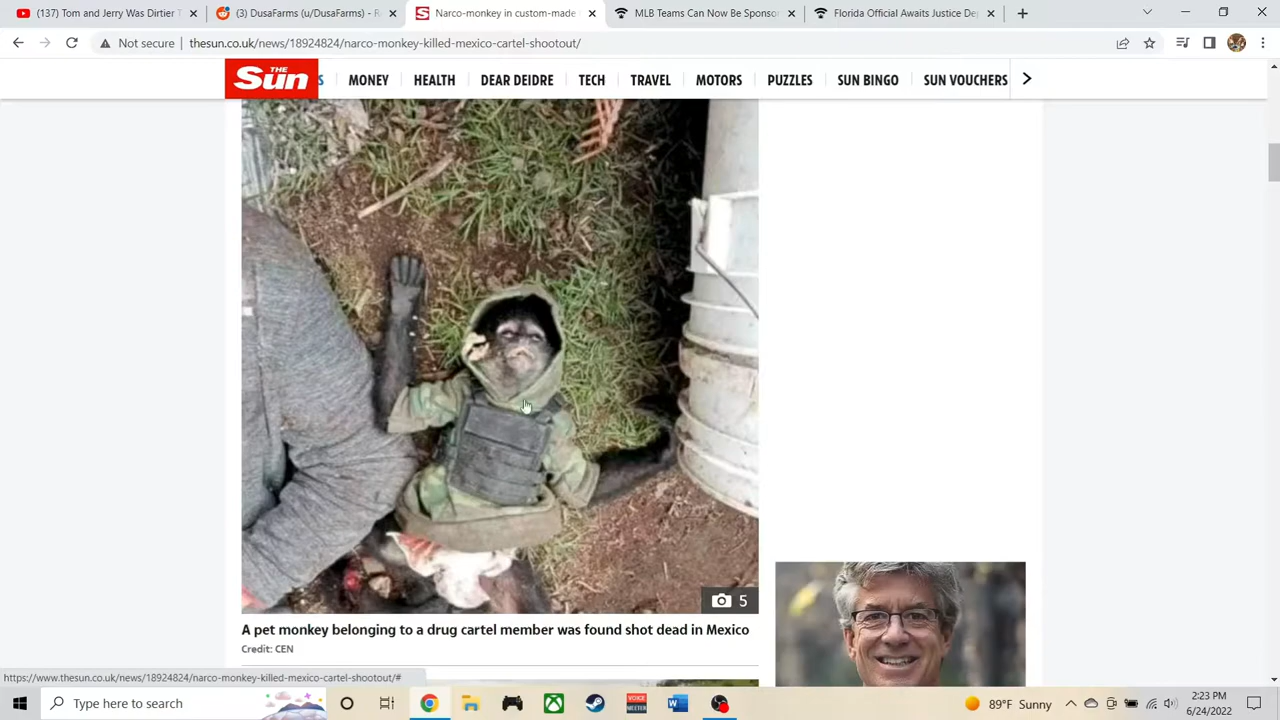 (137) Tom and Jerry Was Dirtier T
(3) DusaFarms (u/DusaFarms) - R
Narco-monkey in custom-made
MLB Teams Can Now Be Sponso
Florida Official Awaits Justice De
Not secure
thesun.co.uk/news/18924824/narco-monkey-killed-mexico-cartel-shootout/
THE
Sun
S
MONEY
HEALTH
DEAR DEIDRE
TECH
TRAVEL
MOTORS
PUZZLES
SUN BINGO
SUN VOUCHERS
5
A pet monkey belonging to a drug cartel member was found shot dead in Mexico
Credit: CEN
https://www.thesun.co.uk/news/18924824/narco-monkey-killed-mexico-cartel-shootout/#
Type here to search
VOICE
MEETER
W
89°F Sunny
2:23 PM
6/24/2022